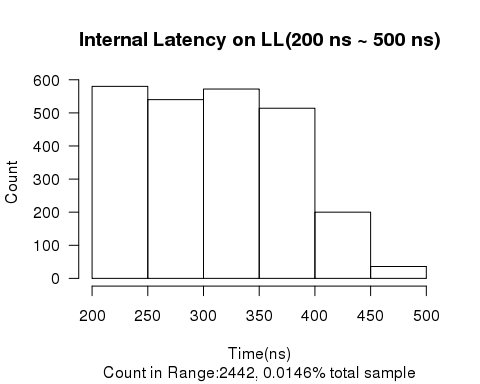 Internal Latency on LL(200 ns ~ 500 ns)
600
500
400
300
200
100
0
Count
200 250 300 350 400 450 500
Time(ns)
Count in Range:2442, 0.0146% total sample